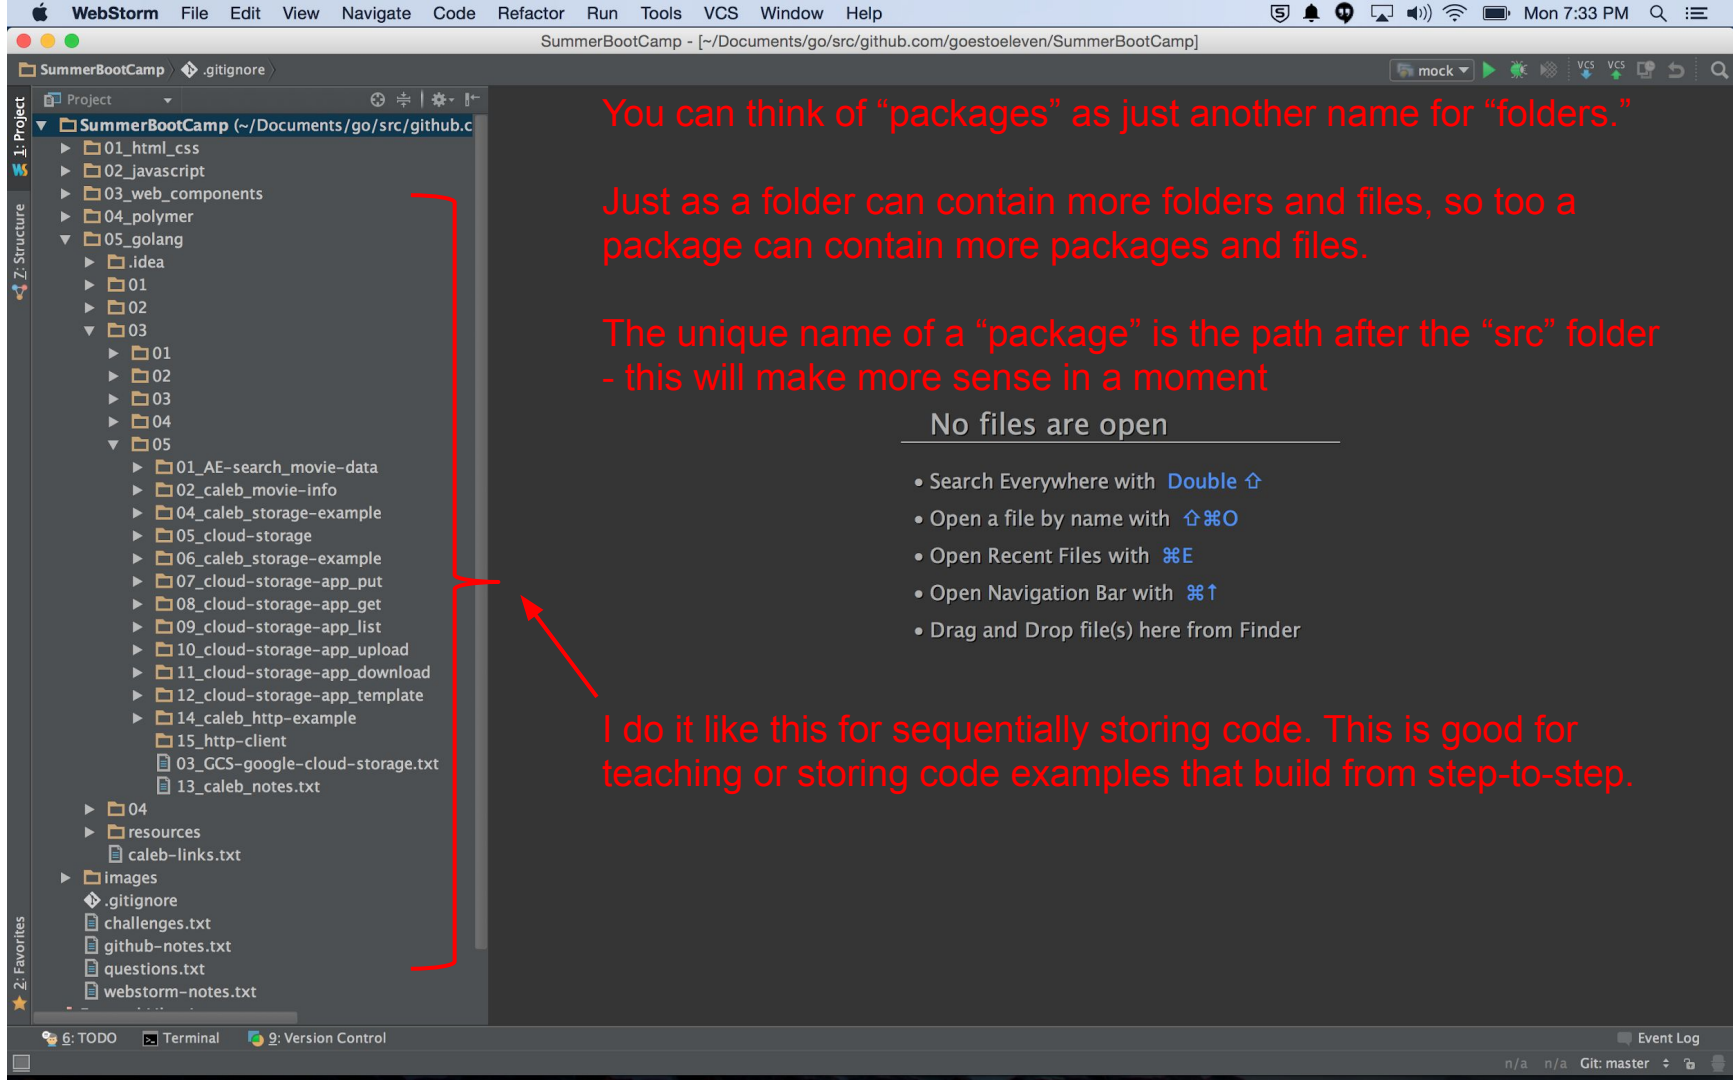 WebStorm File Edit View Navigate Code Refactor Run Tools VCS Window Help Mon 7:33 PM
SummerBootCamp - [~/Documents/go/src/github.com/goestoeleven/SummerBootCamp]
SummerBootCamp .gitignore mock VCS VCS
1: Project
Z: Structure
2: Favorites
Project
SummerBootCamp (~/Documents/go/src/github.c
01_html_css
02_javascript
03_web_components
04_polymer
05_golang
.idea
01
02
03
01
02
03
04
05
01_AE-search_movie-data
02_caleb_movie-info
04_caleb_storage-example
05_cloud-storage
06_caleb_storage-example
07_cloud-storage-app_put
08_cloud-storage-app_get
09_cloud-storage-app_list
10_cloud-storage-app_upload
11_cloud-storage-app_download
12_cloud-storage-app_template
14_caleb_http-example
15_http-client
03_GCS-google-cloud-storage.txt
13_caleb_notes.txt
04
resources
caleb-links.txt
images
.gitignore
challenges.txt
github-notes.txt
questions.txt
webstorm-notes.txt
You can think of “packages” as just another name for “folders.”
Just as a folder can contain more folders and files, so too a
package can contain more packages and files.
The unique name of a “package” is the path after the “src” folder
- this will make more sense in a moment
No files are open
• Search Everywhere with Double ⇧
• Open a file by name with ⇧⌘O
• Open Recent Files with ⌘E
• Open Navigation Bar with ⌘↑
• Drag and Drop file(s) here from Finder
I do it like this for sequentially storing code. This is good for
teaching or storing code examples that build from step-to-step.
6: TODO Terminal 9: Version Control Event Log
n/a n/a Git: master